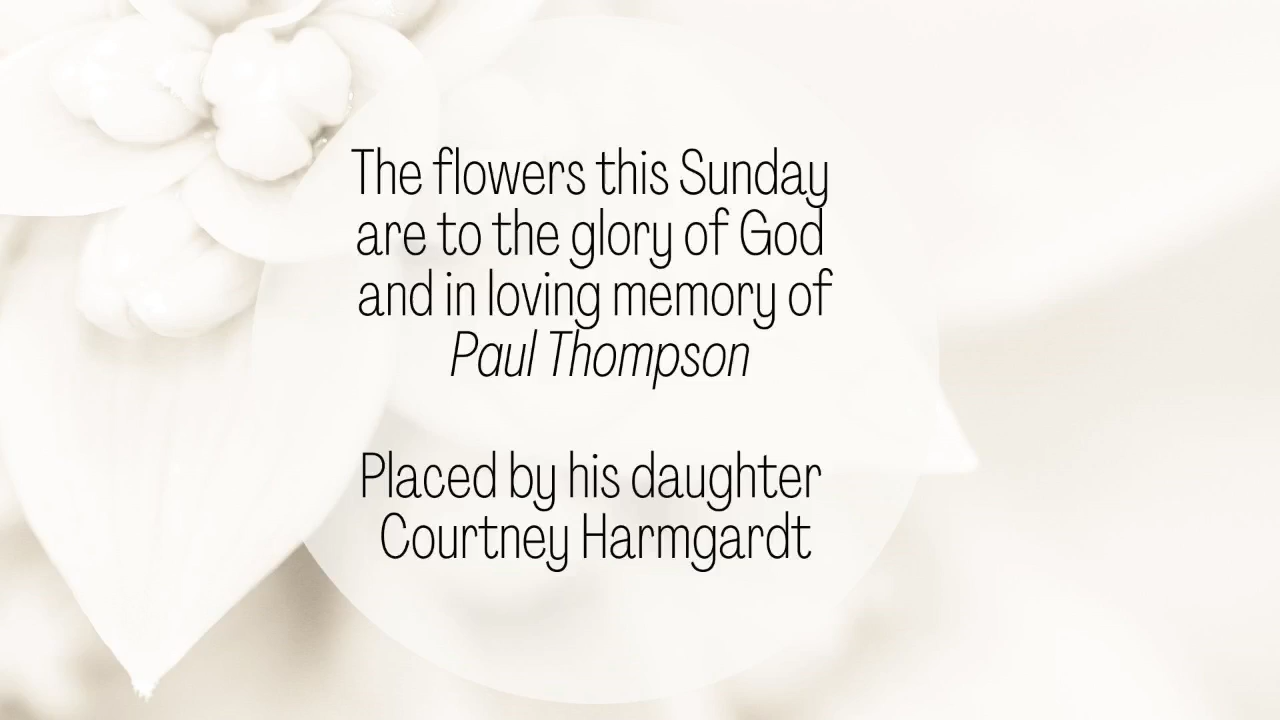 The flowers this Sunday
are to the glory of God
and in loving memory of
Paul Thompson
Placed by his daughter
Courtney Harmgardt